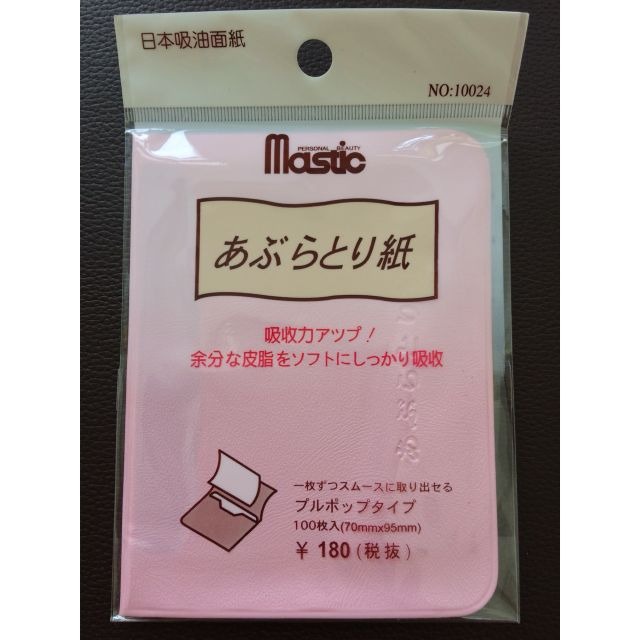 日本吸油面紙
NO:10024
PERSONAL BEAUTY
mastic
あぶらとり紙
吸収力アツプ!
余分な皮脂をソフトにしっかり吸収
一枚ずつスムースに取り出せる
プルポップタイプ
100枚入(70mmx95mm)
¥ 180(税抜)